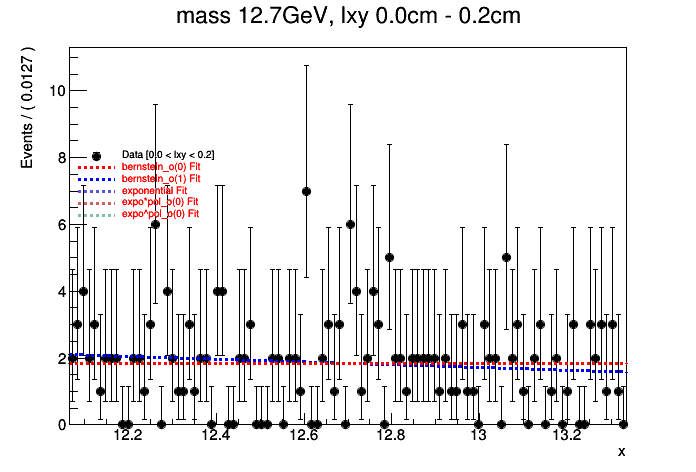 mass 12.7GeV, lxy 0.0cm - 0.2cm
Events / ( 0.0127 )
10
8
6
4
2
0
Data [0.0 < lxy < 0.2]
bernstein_o(0) Fit
bernstein_o(1) Fit
exponential Fit
expo*pol_o(0) Fit
expo^pol_o(0) Fit
12.2 12.4 12.6 12.8 13 13.2
x